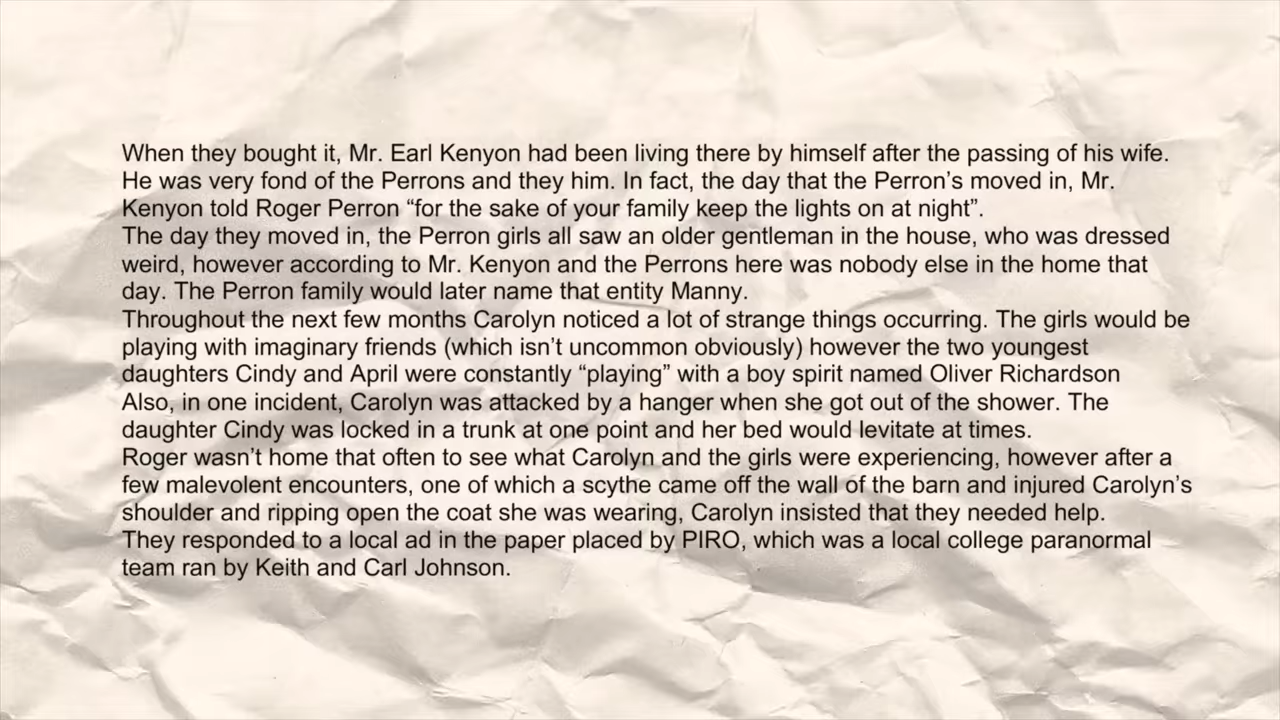 When they bought it, Mr. Earl Kenyon had been living there by himself after the passing of his wife.
He was very fond of the Perrons and they him. In fact, the day that the Perron’s moved in, Mr.
Kenyon told Roger Perron “for the sake of your family keep the lights on at night”.
The day they moved in, the Perron girls all saw an older gentleman in the house, who was dressed
weird, however according to Mr. Kenyon and the Perrons here was nobody else in the home that
day. The Perron family would later name that entity Manny.
Throughout the next few months Carolyn noticed a lot of strange things occurring. The girls would be
playing with imaginary friends (which isn’t uncommon obviously) however the two youngest
daughters Cindy and April were constantly “playing” with a boy spirit named Oliver Richardson
Also, in one incident, Carolyn was attacked by a hanger when she got out of the shower. The
daughter Cindy was locked in a trunk at one point and her bed would levitate at times.
Roger wasn’t home that often to see what Carolyn and the girls were experiencing, however after a
few malevolent encounters, one of which a scythe came off the wall of the barn and injured Carolyn’s
shoulder and ripping open the coat she was wearing, Carolyn insisted that they needed help.
They responded to a local ad in the paper placed by PIRO, which was a local college paranormal
team ran by Keith and Carl Johnson.